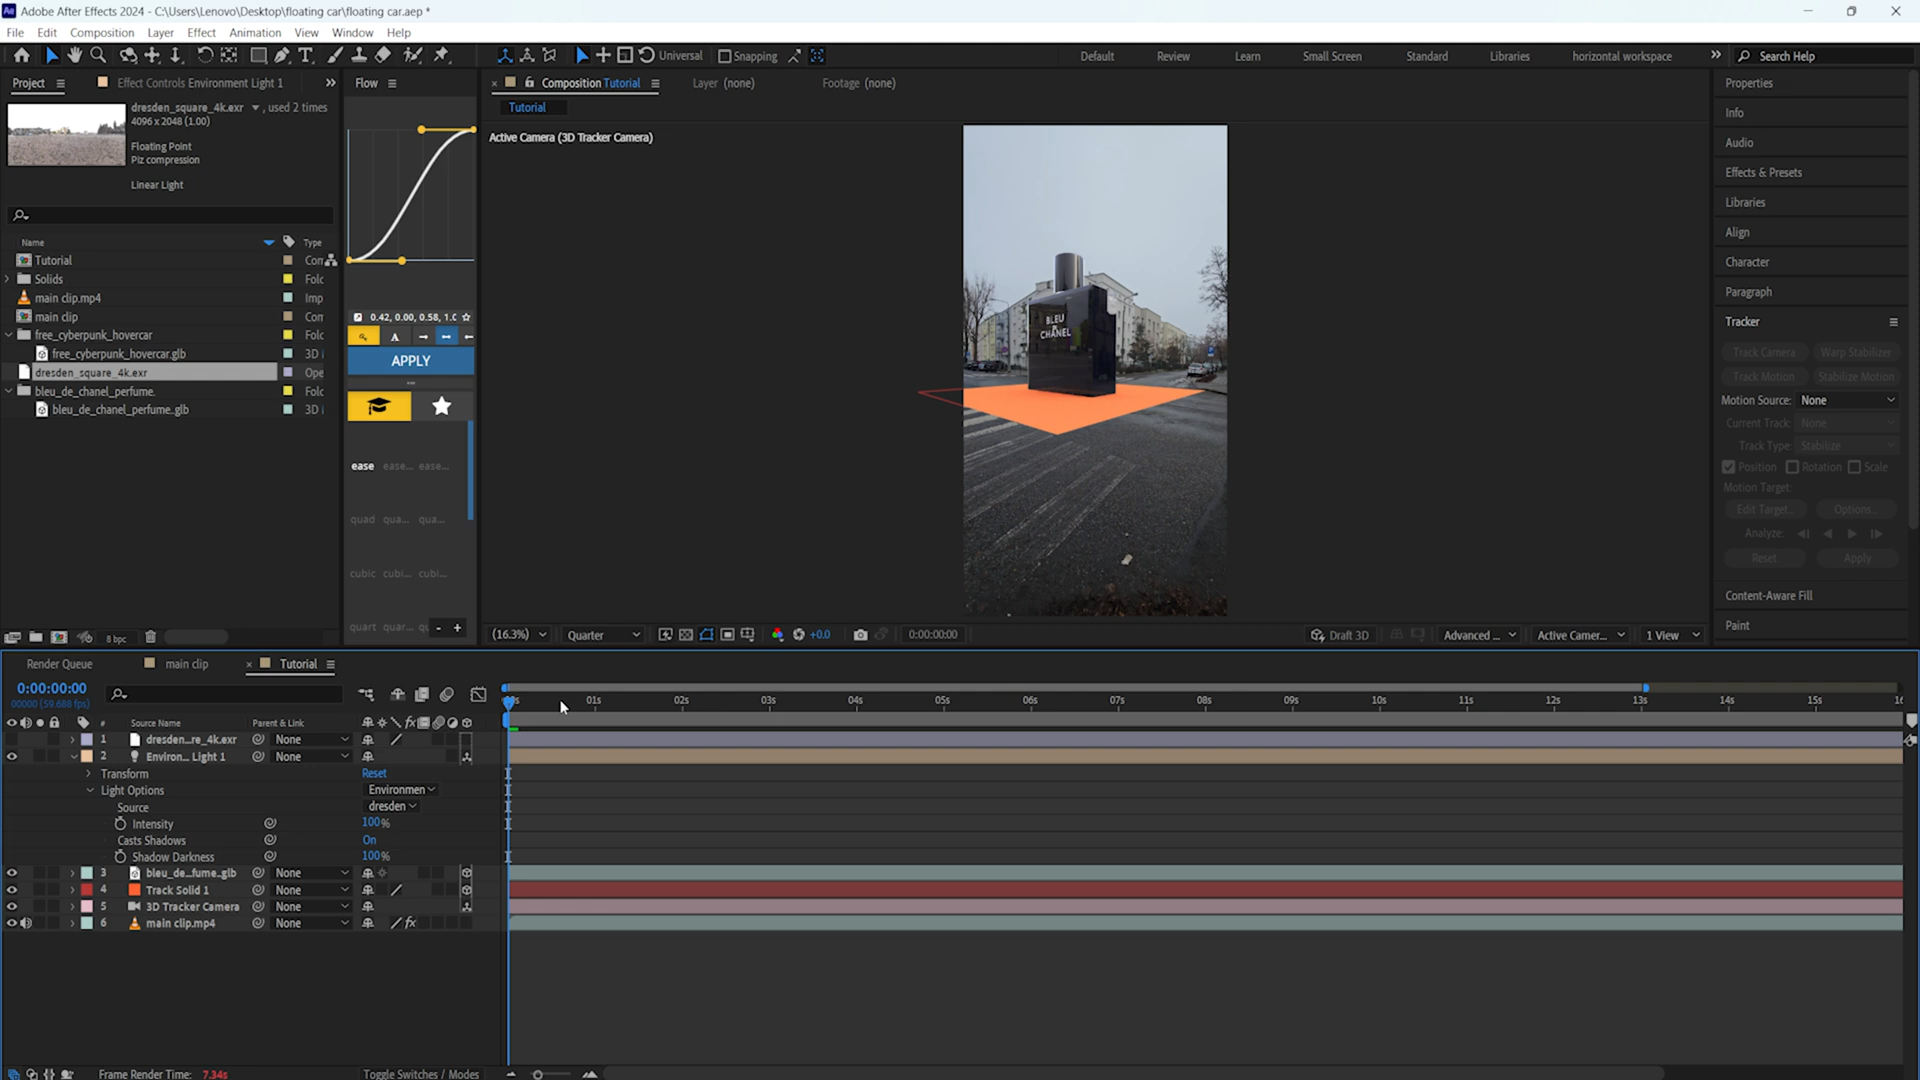 Adobe After Effects 2024 - C:\Users\Lenovo\Desktop\floating car\floating car.aep *
File Edit Composition Layer Effect Animation View Window Help
Universal Snapping Default Review Learn Small Screen Standard Libraries horizontal workspace Search Help
Project Effect Controls Environment Light 1 Flow Composition Tutorial Layer (none) Footage (none)
dresden_square_4k.exr , used 2 times
4096 x 2048 (1.00)
Floating Point
Piz compression
Linear Light
Name Type
Tutorial Con
Solids Folc
main clip.mp4 Imp
main clip Con
free_cyberpunk_hovercar Folc
free_cyberpunk_hovercar.glb 3D
dresden_square_4k.exr Ope
bleu_de_chanel_perfume. Folc
bleu_de_chanel_perfume..glb 3D
8 bpc
0.42, 0.00, 0.58, 1.0
A
APPLY
ease ease... ease...
quad qua... qua...
cubic cubi... cubi...
quart quar... - +
Tutorial
Active Camera (3D Tracker Camera)
BLEU
CHANEL
(16.3%) Quarter +0.0 0:00:00:00 Draft 3D Advanced ... Active Camer... 1 View
Properties
Info
Audio
Effects & Presets
Libraries
Align
Character
Paragraph
Tracker
Track Camera Warp Stabilizer
Track Motion Stabilize Motion
Motion Source: None
Current Track: None
Track Type: Stabilize
Position Rotation Scale
Motion Target:
Edit Target... Options...
Analyze:
Reset Apply
Content-Aware Fill
Paint
Render Queue main clip Tutorial
0:00:00:00
00000 (59.688 fps)
01s 02s 03s 04s 05s 06s 07s 08s 09s 10s 11s 12s 13s 14s 15s 16
# Source Name Parent & Link
1 dresden...re_4k.exr None
2 Environ... Light 1 None
Transform Reset
Light Options Environmen
Source dresden
Intensity 100%
Casts Shadows On
Shadow Darkness 100%
3 bleu_de...fume..glb None
4 Track Solid 1 None
5 3D Tracker Camera None
6 main clip.mp4 None
Frame Render Time: 7.34s Toggle Switches / Modes